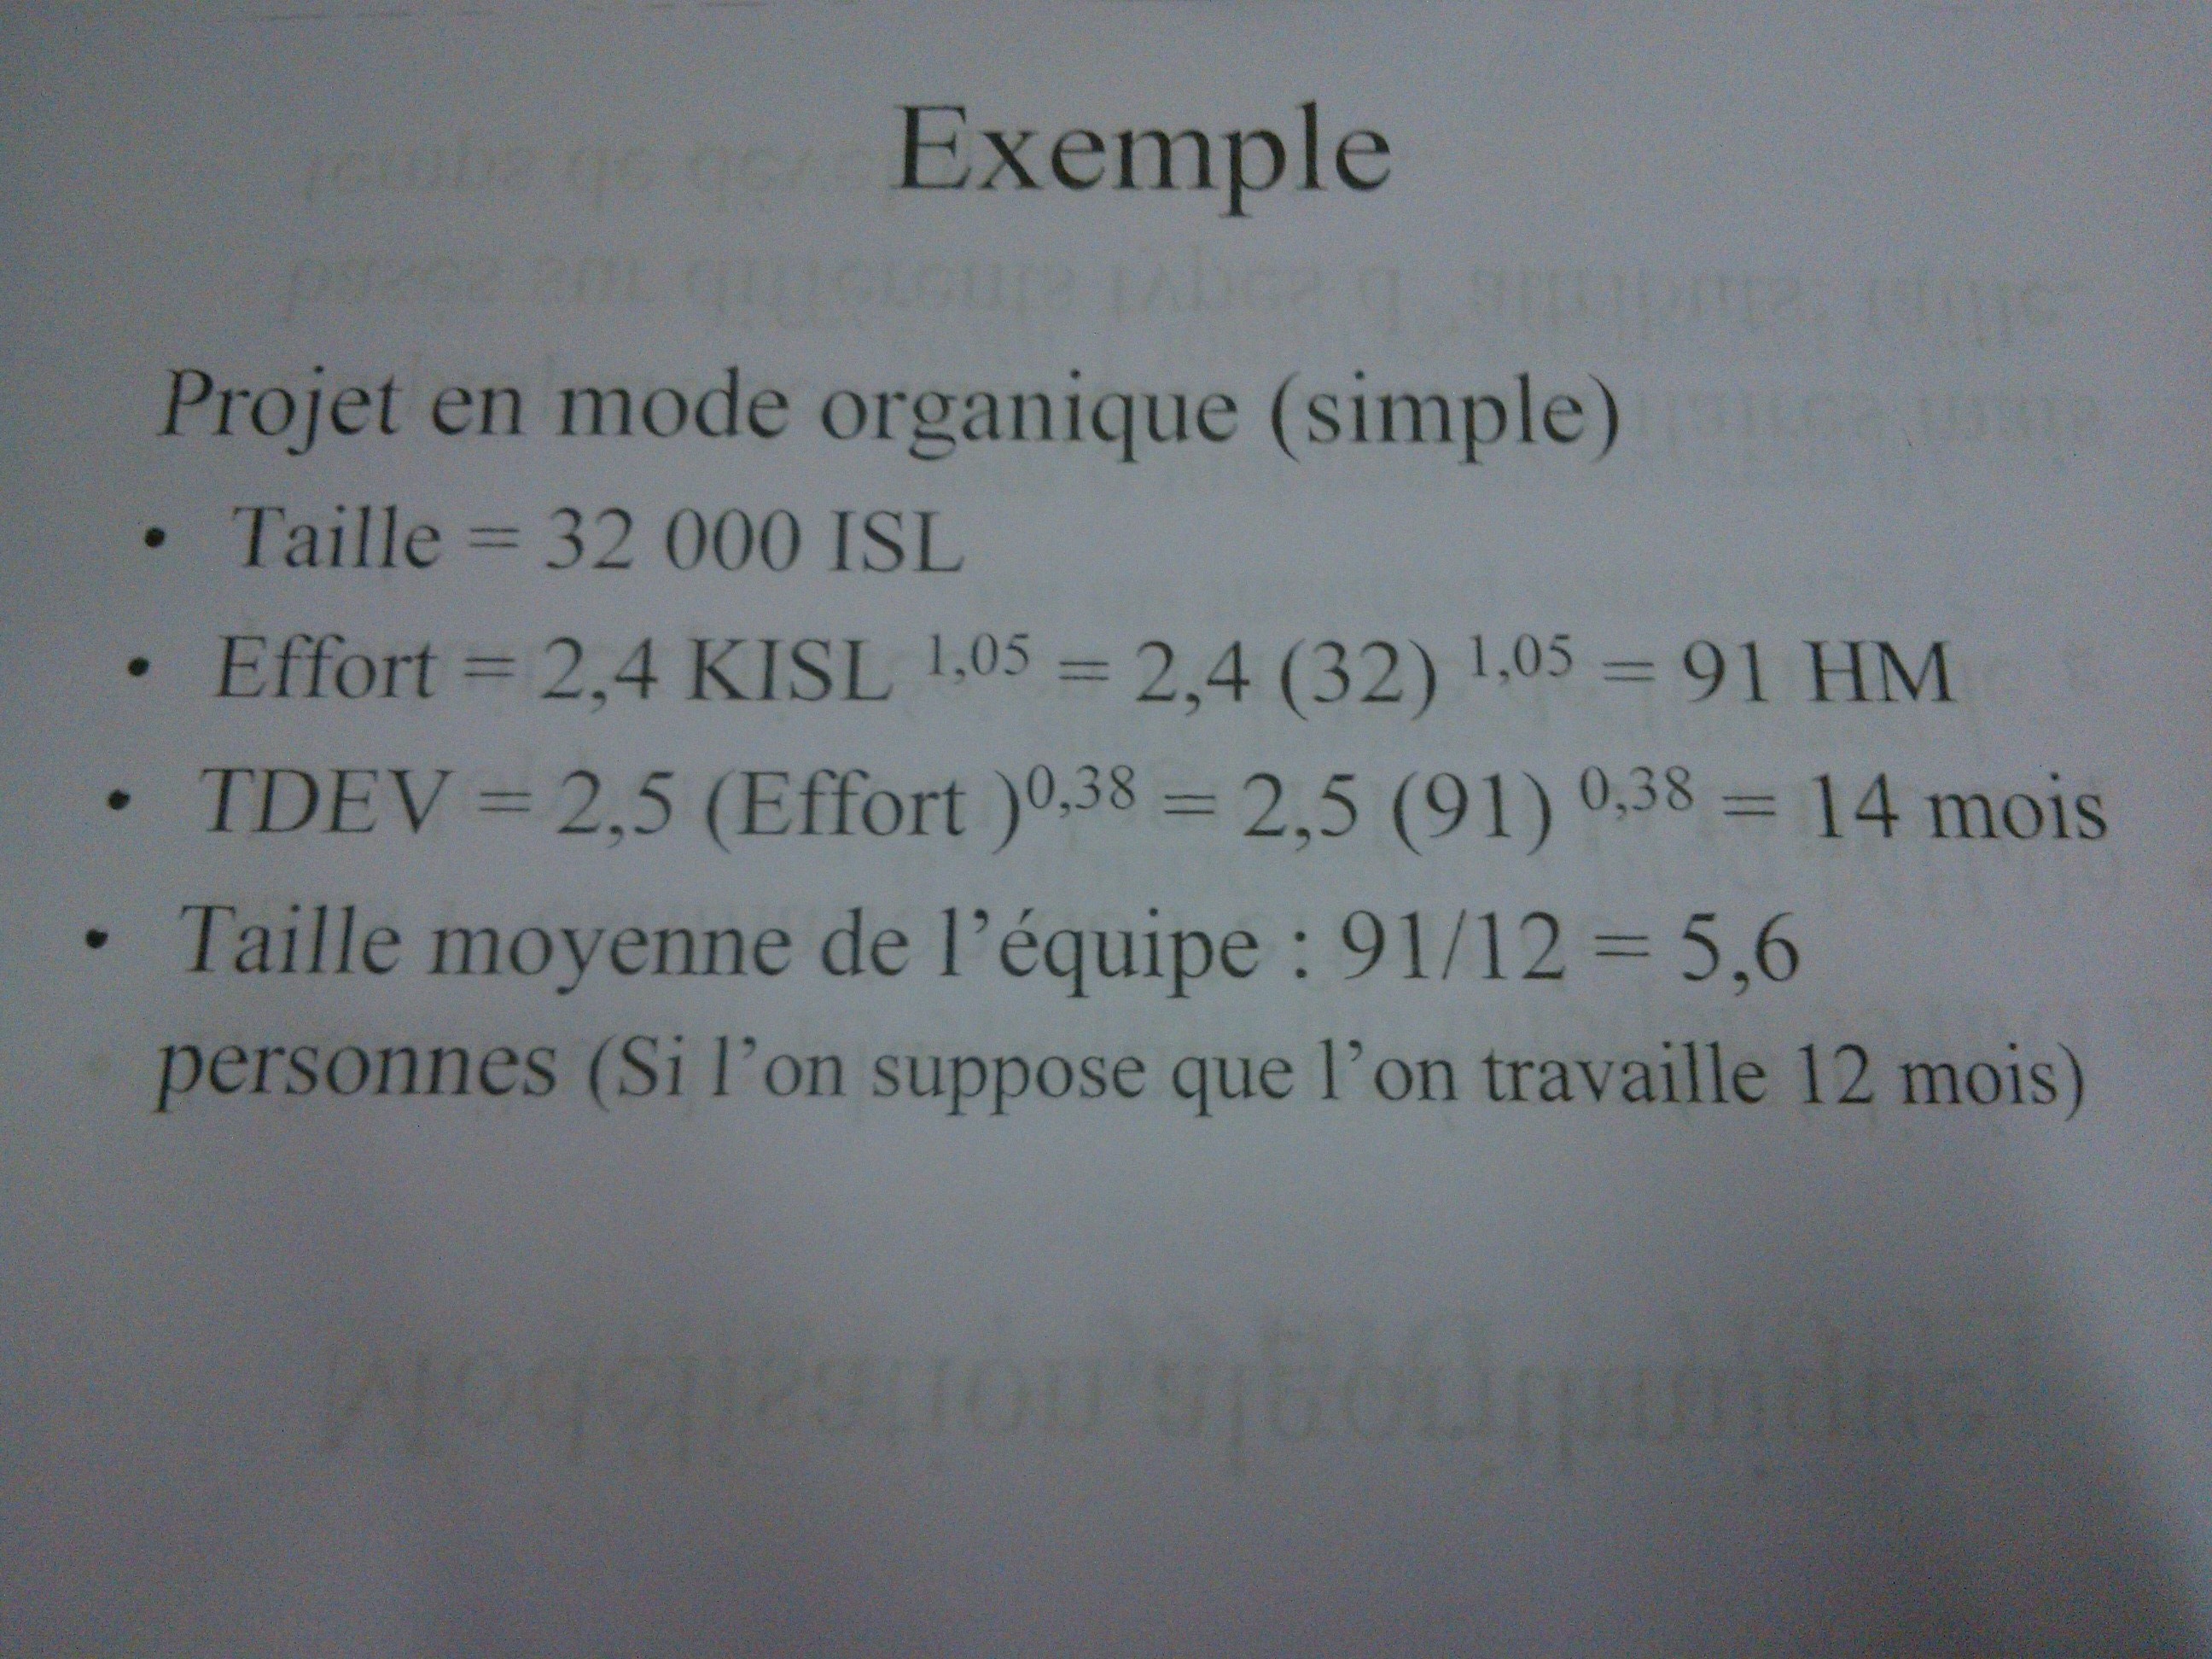 Exemple
Projet en mode organique (simple)
• Taille = 32 000 ISL
• Effort = 2,4 KISL 1,05 = 2,4 (32) 1,05 = 91 HM
• TDEV = 2,5 (Effort )0,38 = 2,5 (91) 0,38 = 14 mois
• Taille moyenne de l'équipe : 91/12 = 5,6
personnes (Si l'on suppose que l'on travaille 12 mois)